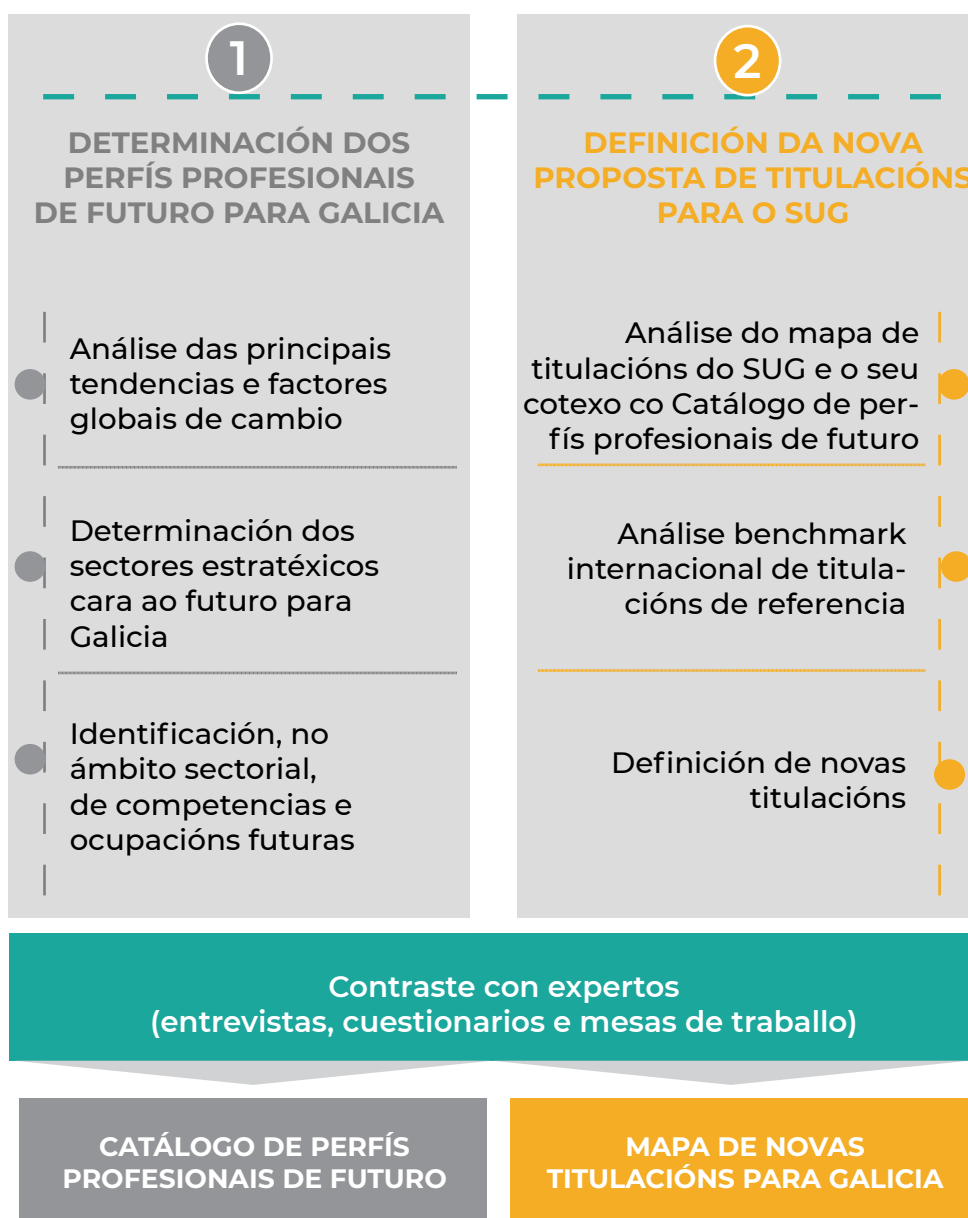 1
DETERMINACIÓN DOS
PERFÍS PROFESIONAIS
DE FUTURO PARA GALICIA
Análise das principais
tendencias e factores
globais de cambio
Determinación dos
sectores estratéxicos
cara ao futuro para
Galicia
Identificación, no
ámbito sectorial,
de competencias e
ocupacións futuras
2
DEFINICIÓN DA NOVA
PROPOSTA DE TITULACIÓNS
PARA O SUG
Análise do mapa de
titulacións do SUG e o seu
cotexo co Catálogo de per-
fís profesionais de futuro
Análise benchmark
internacional de titula-
cións de referencia
Definición de novas
titulacións
Contraste con expertos
(entrevistas, cuestionarios e mesas de traballo)
CATÁLOGO DE PERFÍS
PROFESIONAIS DE FUTURO
MAPA DE NOVAS
TITULACIÓNS PARA GALICIA